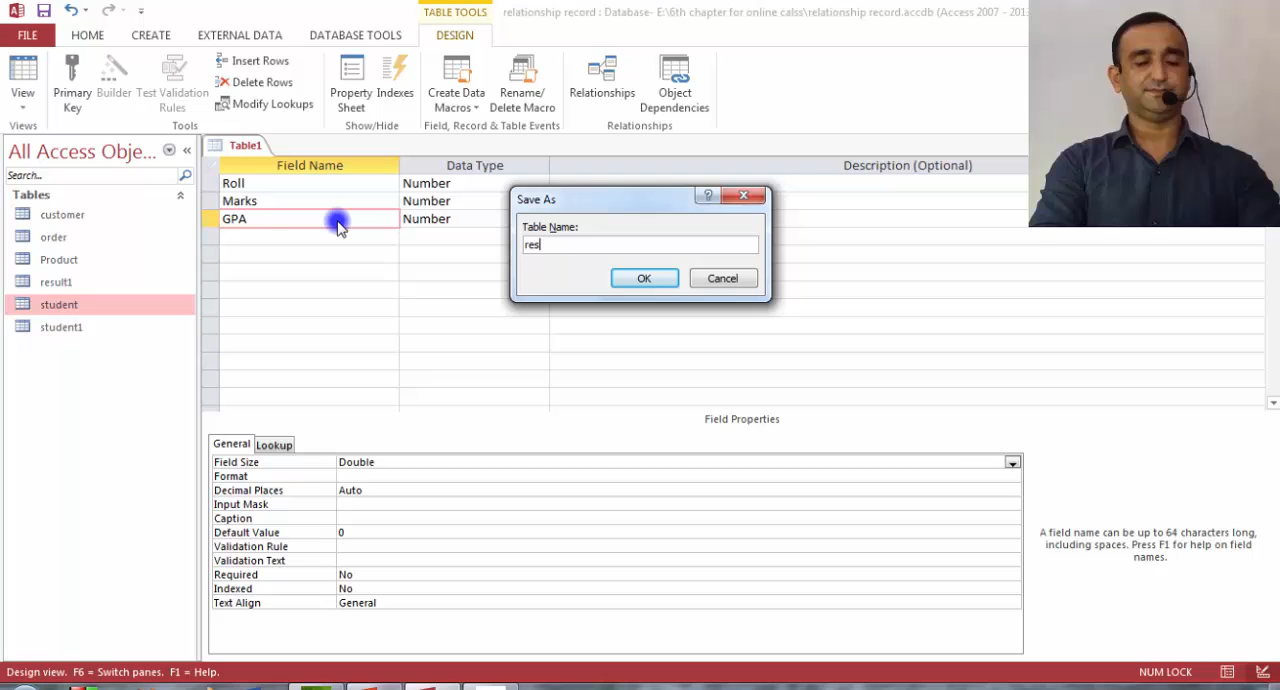 TABLE TOOLS
relationship record : Database- E:\6th chapter for online calss\relationship record.accdb (Access 2007 - 201
FILE HOME CREATE EXTERNAL DATA DATABASE TOOLS DESIGN
View
Views
Primary Key
Builder
Test Validation Rules
Insert Rows
Delete Rows
Modify Lookups
Tools
Property Sheet
Indexes
Show/Hide
Create Data Macros
Rename/ Delete Macro
Field, Record & Table Events
Relationships
Object Dependencies
Relationships
All Access Obje...
Search...
Tables
customer
order
Product
result1
student
student1
Table1
Field Name Data Type Description (Optional)
Roll Number
Marks Number
GPA Number
Save As
?
Table Name:
res
OK Cancel
Field Properties
General Lookup
Field Size Double
Format
Decimal Places Auto
Input Mask
Caption
Default Value 0
Validation Rule
Validation Text
Required No
Indexed No
Text Align General
A field name can be up to 64 characters long,
including spaces. Press F1 for help on field
names.
Design view. F6 = Switch panes. F1 = Help.
NUM LOCK